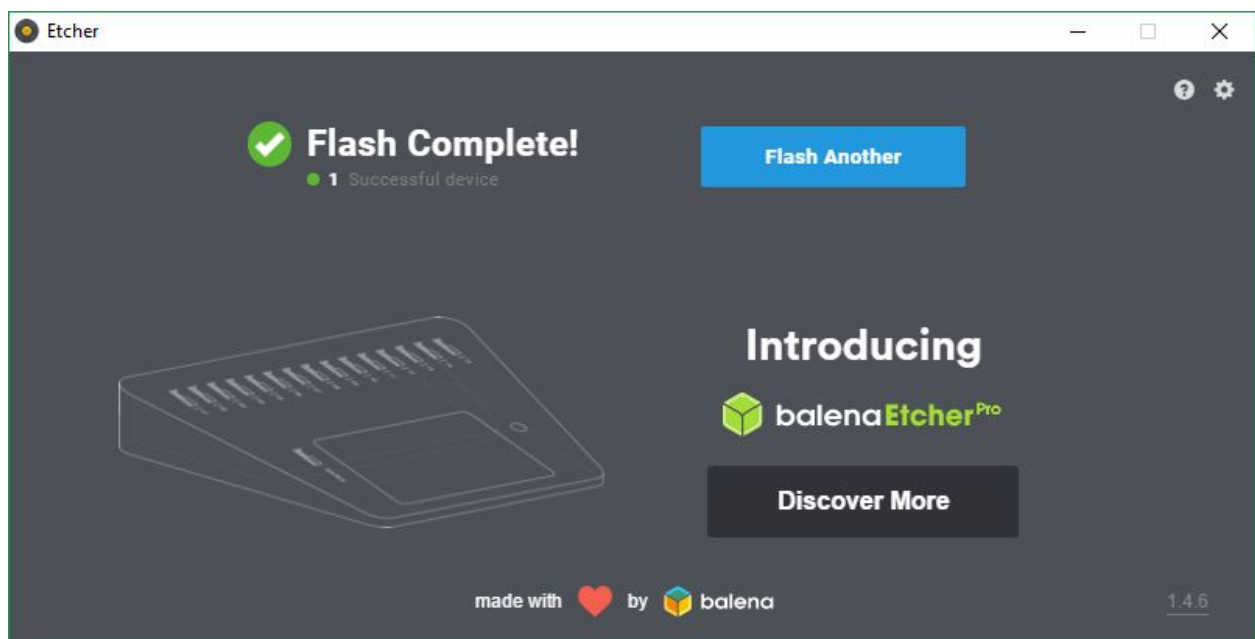 Etcher
Flash Complete!
1 Successful device
Flash Another
Introducing
balenaEtcherPro
Discover More
made with by balena
1.4.6